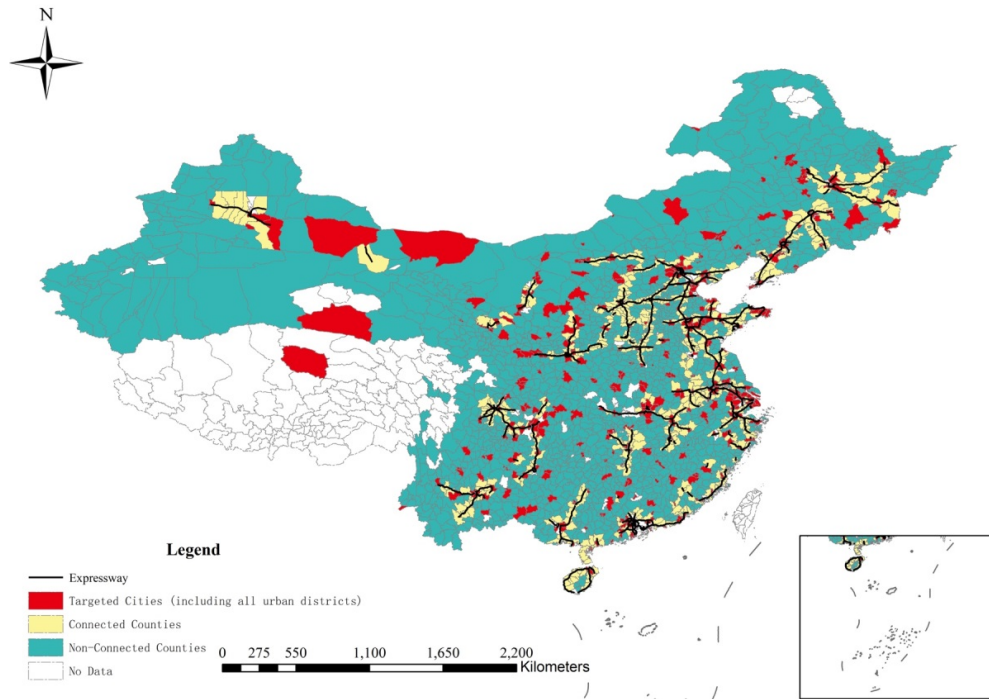 N
Legend
Expressway
Targeted Cities (including all urban districts)
Connected Counties
Non-Connected Counties
No Data
0 275 550 1,100 1,650 2,200
Kilometers